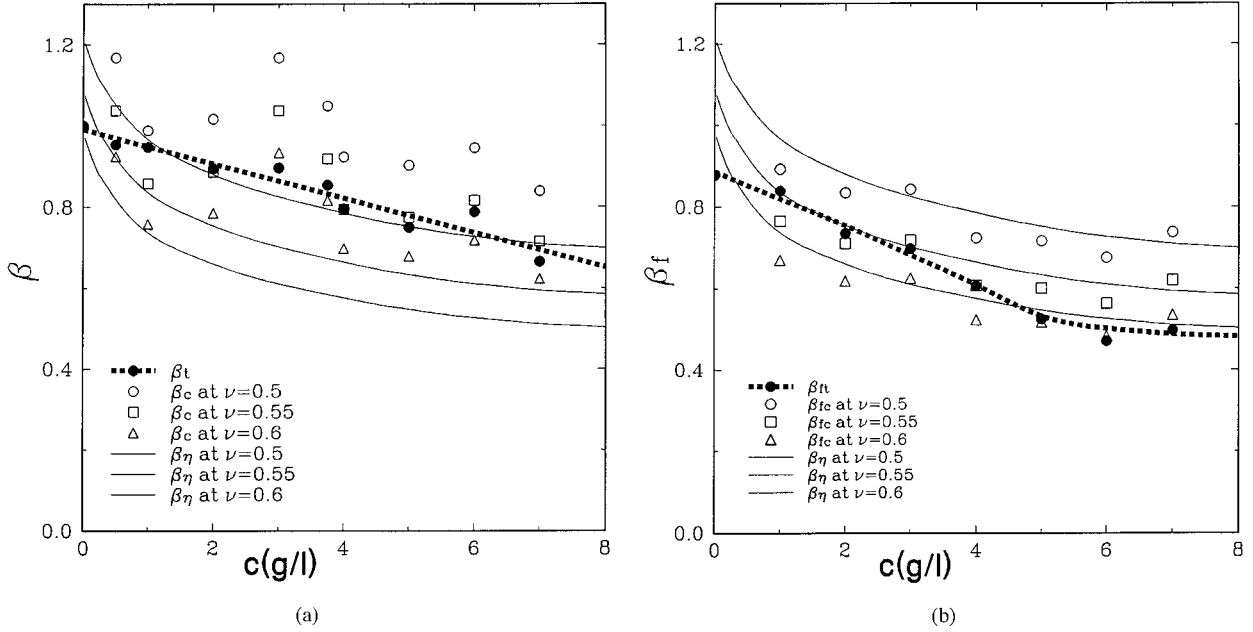 1.2
0.8
0.4
0.0
β
0 2 4 6 8
c(g/l)
βt
βc at ν=0.5
βc at ν=0.55
βc at ν=0.6
βη at ν=0.5
βη at ν=0.55
βη at ν=0.6
(a)
1.2
0.8
0.4
0.0
βf
0 2 4 6 8
c(g/l)
βft
βfc at ν=0.5
βfc at ν=0.55
βfc at ν=0.6
βη at ν=0.5
βη at ν=0.55
βη at ν=0.6
(b)